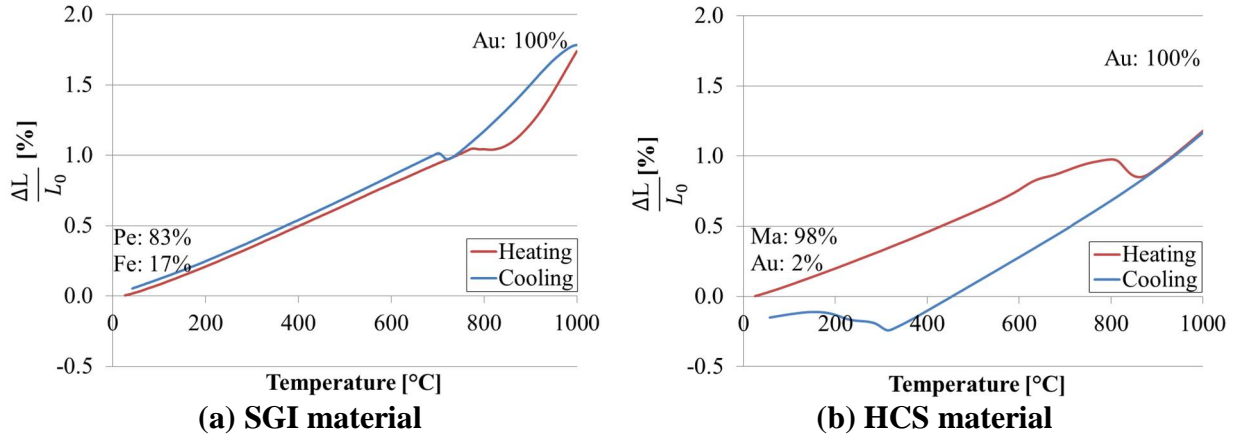 2.0
1.5
1.0
0.5
0.0
-0.5
ΔL
L₀
[%]
Au: 100%
Pe: 83%
Fe: 17%
Heating
Cooling
0 200 400 600 800 1000
Temperature [°C]
(a) SGI material
2.0
1.5
1.0
0.5
0.0
-0.5
ΔL
L₀
[%]
Au: 100%
Ma: 98%
Au: 2%
Heating
Cooling
0 200 400 600 800 1000
Temperature [°C]
(b) HCS material